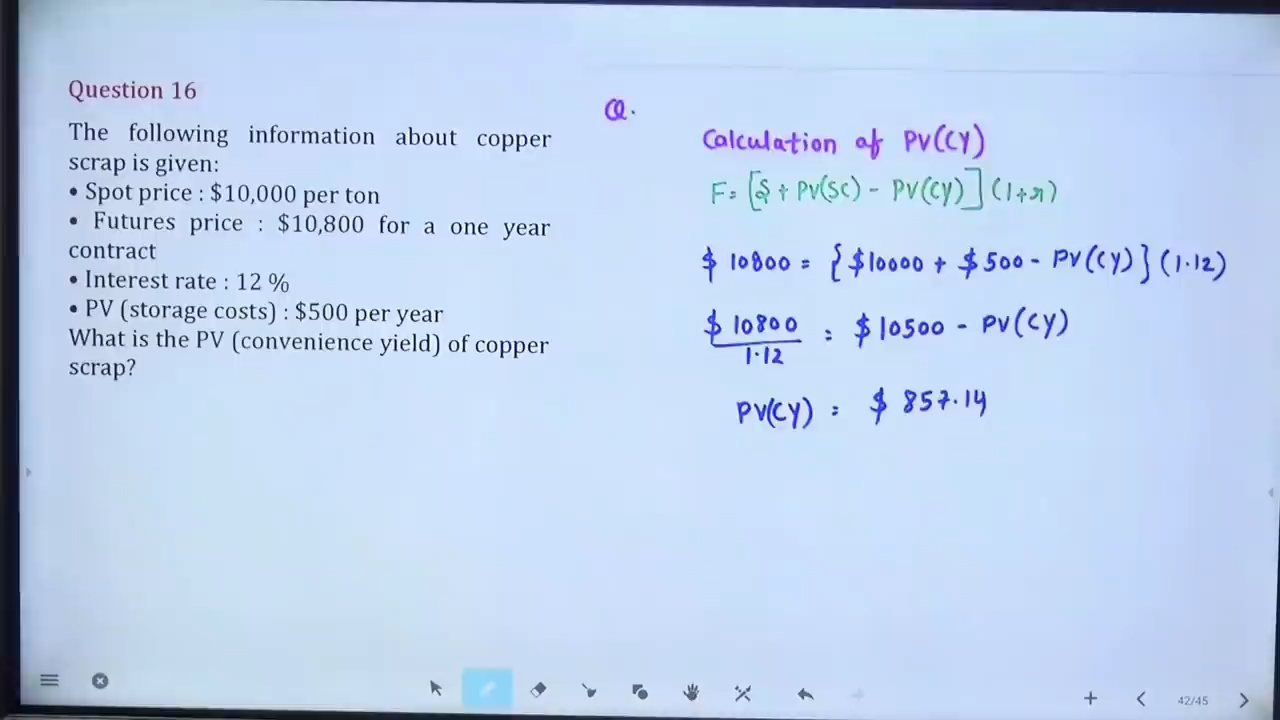 Question 16
The following information about copper
scrap is given:
• Spot price : $10,000 per ton
• Futures price : $10,800 for a one year
contract
• Interest rate : 12 %
• PV (storage costs) : $500 per year
What is the PV (convenience yield) of copper
scrap?
Q.
Calculation of PV(CY)
F= [S + PV(SC) - PV(CY)] (1+r)
$ 10800 = {$10000 + $500 - PV(CY)} (1.12)
$ 10800
1.12
= $10500 - PV(CY)
PV(CY) = $ 857.14
42/45